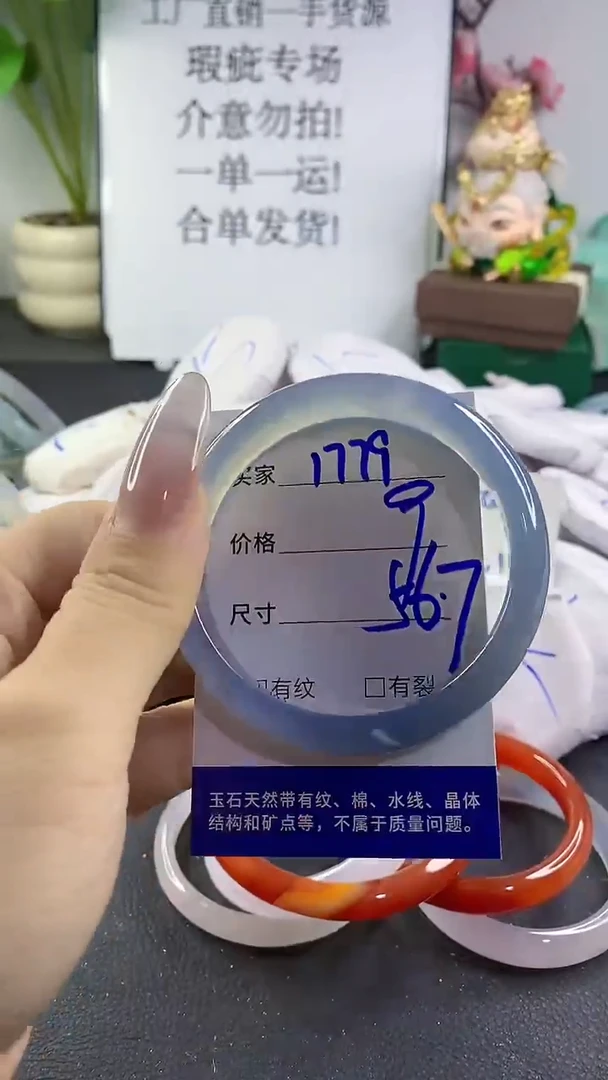 工厂直销一手货源
瑕疵专场
介意勿拍!
一单一运!
合单发货!
买家 1779
价格
尺寸 56.7
有纹 □有裂
玉石天然带有纹、棉、水线、晶体
结构和矿点等，不属于质量问题。